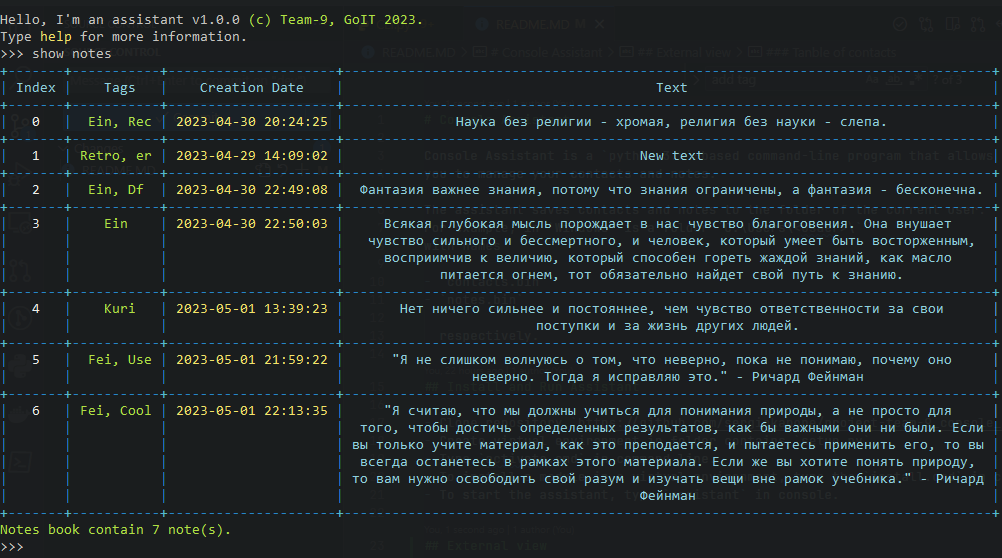 Hello, I'm an assistant v1.0.0 (c) Team-9, GoIT 2023.
Type help for more information.
>>> show notes
Index | Tags | Creation Date | Text
0 | Ein, Rec | 2023-04-30 20:24:25 | Наука без религии - хромая, религия без науки - слепа.
1 | Retro, er | 2023-04-29 14:09:02 | New text
2 | Ein, Df | 2023-04-30 22:49:08 | Фантазия важнее знания, потому что знания ограничены, а фантазия - бесконечна.
3 | Ein | 2023-04-30 22:50:03 | Всякая глубокая мысль порождает в нас чувство благоговения. Она внушает
чувство сильного и бессмертного, и человек, который умеет быть восторженным,
восприимчив к величию, который способен гореть жаждой знаний, как масло
питается огнем, тот обязательно найдет свой путь к знанию.
4 | Kuri | 2023-05-01 13:39:23 | Нет ничего сильнее и постояннее, чем чувство ответственности за свои
поступки и за жизнь других людей.
5 | Fei, Use | 2023-05-01 21:59:22 | "Я не слишком волнуюсь о том, что неверно, пока не понимаю, почему оно
неверно. Тогда я исправляю это." - Ричард Фейнман
6 | Fei, Cool | 2023-05-01 22:13:35 | "Я считаю, что мы должны учиться для понимания природы, а не просто для
того, чтобы достичь определенных результатов, как бы важными они ни были. Если
вы только учите материал, как это преподается, и пытаетесь применить его, то вы
всегда останетесь в рамках этого материала. Если же вы хотите понять природу,
то вам нужно освободить свой разум и изучать вещи вне рамок учебника." - Ричард
Фейнман
Notes book contain 7 note(s).
>>>